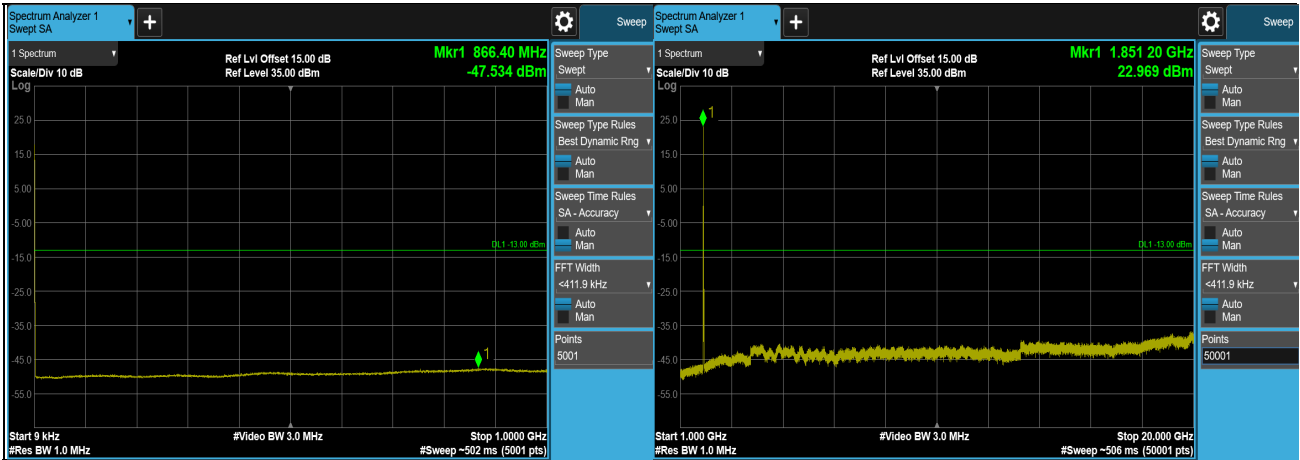 Spectrum Analyzer 1
Swept SA
+
Sweep
1 Spectrum
Scale/Div 10 dB
Log
Ref Lvl Offset 15.00 dB
Ref Level 35.00 dBm
Mkr1 866.40 MHz
-47.534 dBm
25.0
15.0
5.00
-5.00
-15.0
-25.0
-35.0
-45.0
-55.0
DL1 -13.00 dBm
1
Start 9 kHz
#Res BW 1.0 MHz
#Video BW 3.0 MHz
Stop 1.0000 GHz
#Sweep ~502 ms (5001 pts)
Sweep Type
Swept
Auto
Man
Sweep Type Rules
Best Dynamic Rng
Auto
Man
Sweep Time Rules
SA - Accuracy
Auto
Man
FFT Width
<411.9 kHz
Auto
Man
Points
5001
Spectrum Analyzer 1
Swept SA
+
Sweep
1 Spectrum
Scale/Div 10 dB
Log
Ref Lvl Offset 15.00 dB
Ref Level 35.00 dBm
Mkr1 1.851 20 GHz
22.969 dBm
1
25.0
15.0
5.00
-5.00
-15.0
-25.0
-35.0
-45.0
-55.0
DL1 -13.00 dBm
Start 1.000 GHz
#Res BW 1.0 MHz
#Video BW 3.0 MHz
Stop 20.000 GHz
#Sweep ~506 ms (50001 pts)
Sweep Type
Swept
Auto
Man
Sweep Type Rules
Best Dynamic Rng
Auto
Man
Sweep Time Rules
SA - Accuracy
Auto
Man
FFT Width
<411.9 kHz
Auto
Man
Points
50001